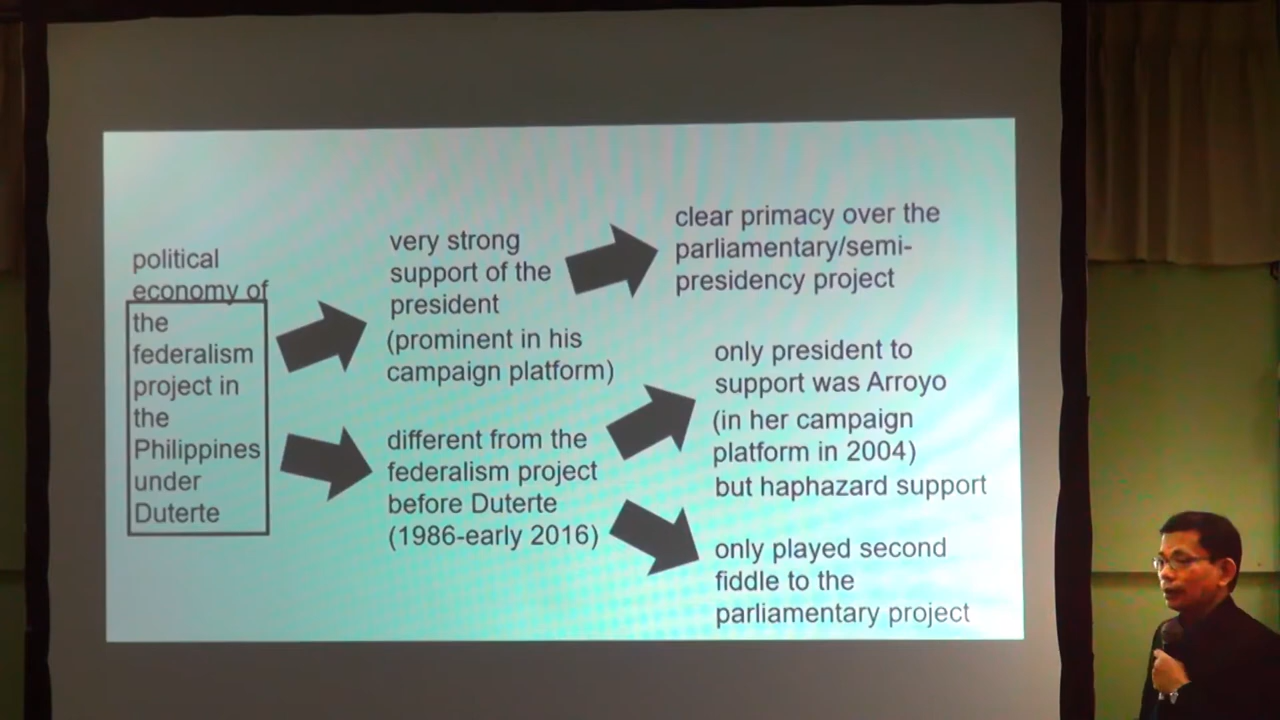 political
economy of
the
federalism
project in
the
Philippines
under
Duterte
very strong
support of the
president
(prominent in his
campaign platform)
clear primacy over the
parliamentary/semi-
presidency project
different from the
federalism project
before Duterte
(1986-early 2016)
only president to
support was Arroyo
(in her campaign
platform in 2004)
but haphazard support
only played second
fiddle to the
parliamentary project